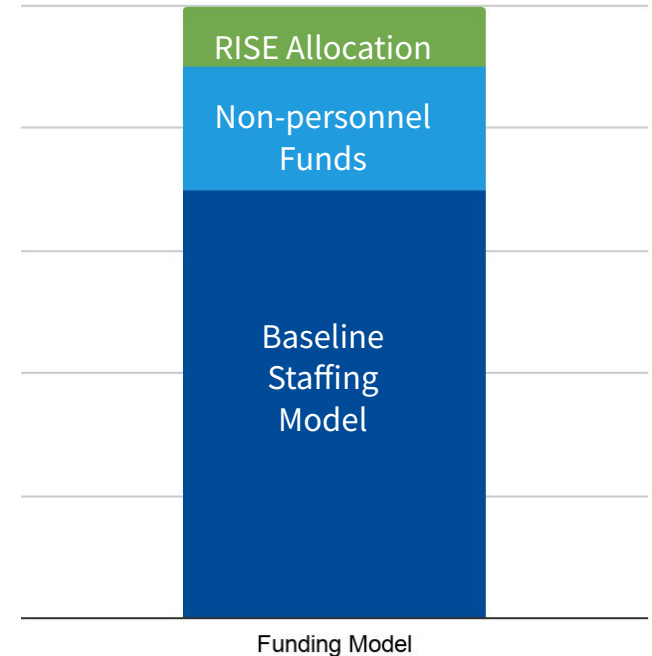 RISE Allocation
Non-personnel
Funds
Baseline
Staffing
Model
Funding Model